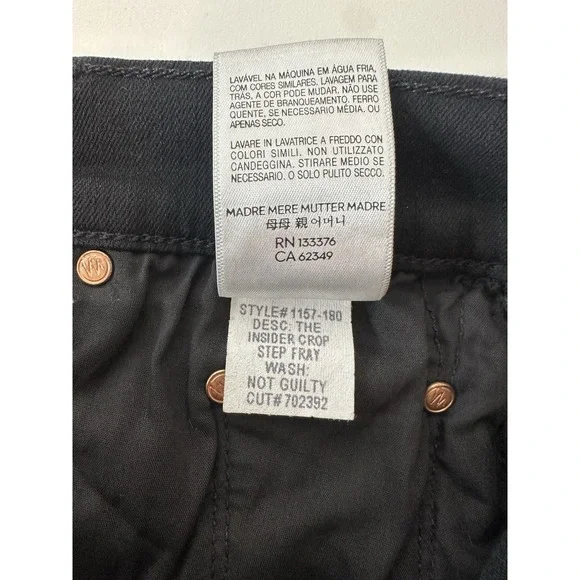 LAVÁVEL NA MÁQUINA EM ÁGUA FRIA,
COM CORES SIMILARES. LAVAGEM PARA
TRÁS, A COR PODE MUDAR. NÃO USE
AGENTE DE BRANQUEAMENTO. FERRO
QUENTE, SE NECESSARIO MÉDIA. OU
APENAS SECO.
LAVARE IN LAVATRICE A FREDDO CON
COLORI SIMILI. NON UTILIZZATO
CANDEGGINA. STIRARE MEDIO SE
NECESSARIO. O SOLO PULITO SECCO.
MADRE MERE MUTTER MADRE
母母 親 어머니
RN 133376
CA 62349
STYLE# 1157-180
DESC: THE
INSIDER CROP
STEP FRAY
WASH:
NOT GUILTY
CUT# 702392